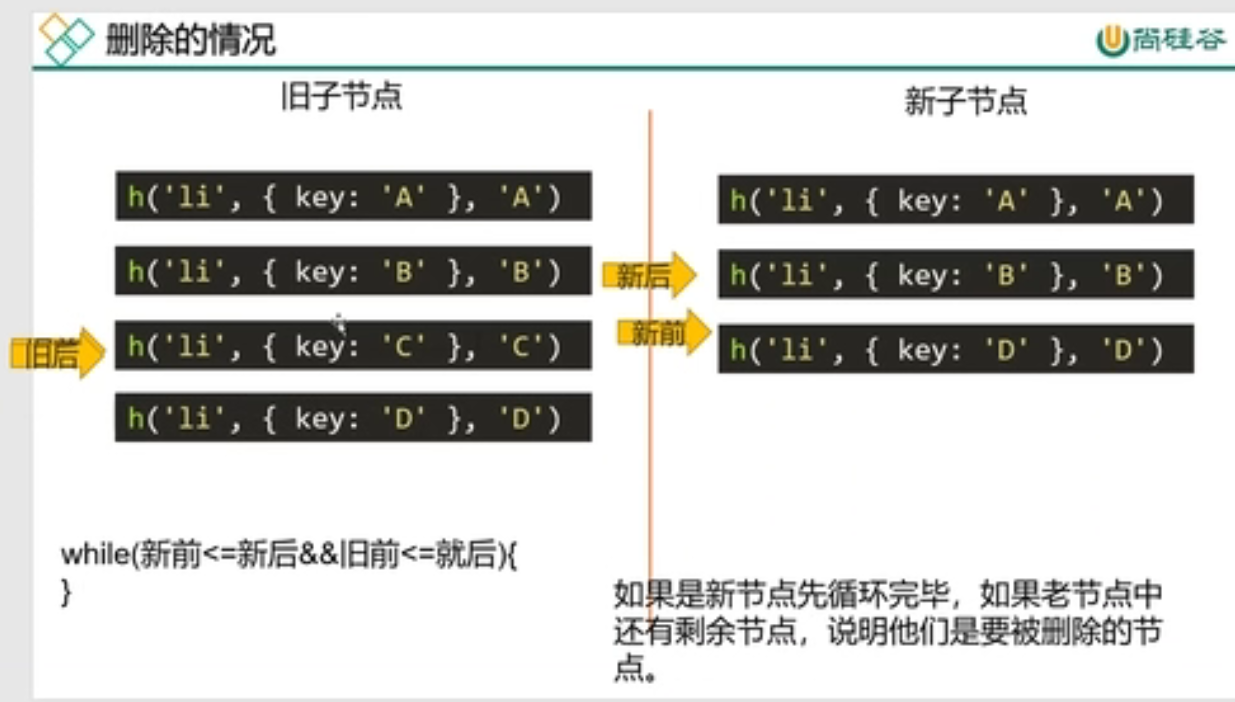 删除的情况
尚硅谷
旧子节点
新子节点
h('li', { key: 'A' }, 'A')
h('li', { key: 'B' }, 'B')
旧
h('li', { key: 'C' }, 'C')
h('li', { key: 'D' }, 'D')
h('li', { key: 'A' }, 'A')
新后
h('li', { key: 'B' }, 'B')
新前
h('li', { key: 'D' }, 'D')
while(新前<=新后&&旧前<=就后){
}
如果是新节点先循环完毕，如果老节点中
还有剩余节点，说明他们是要被删除的节
点。